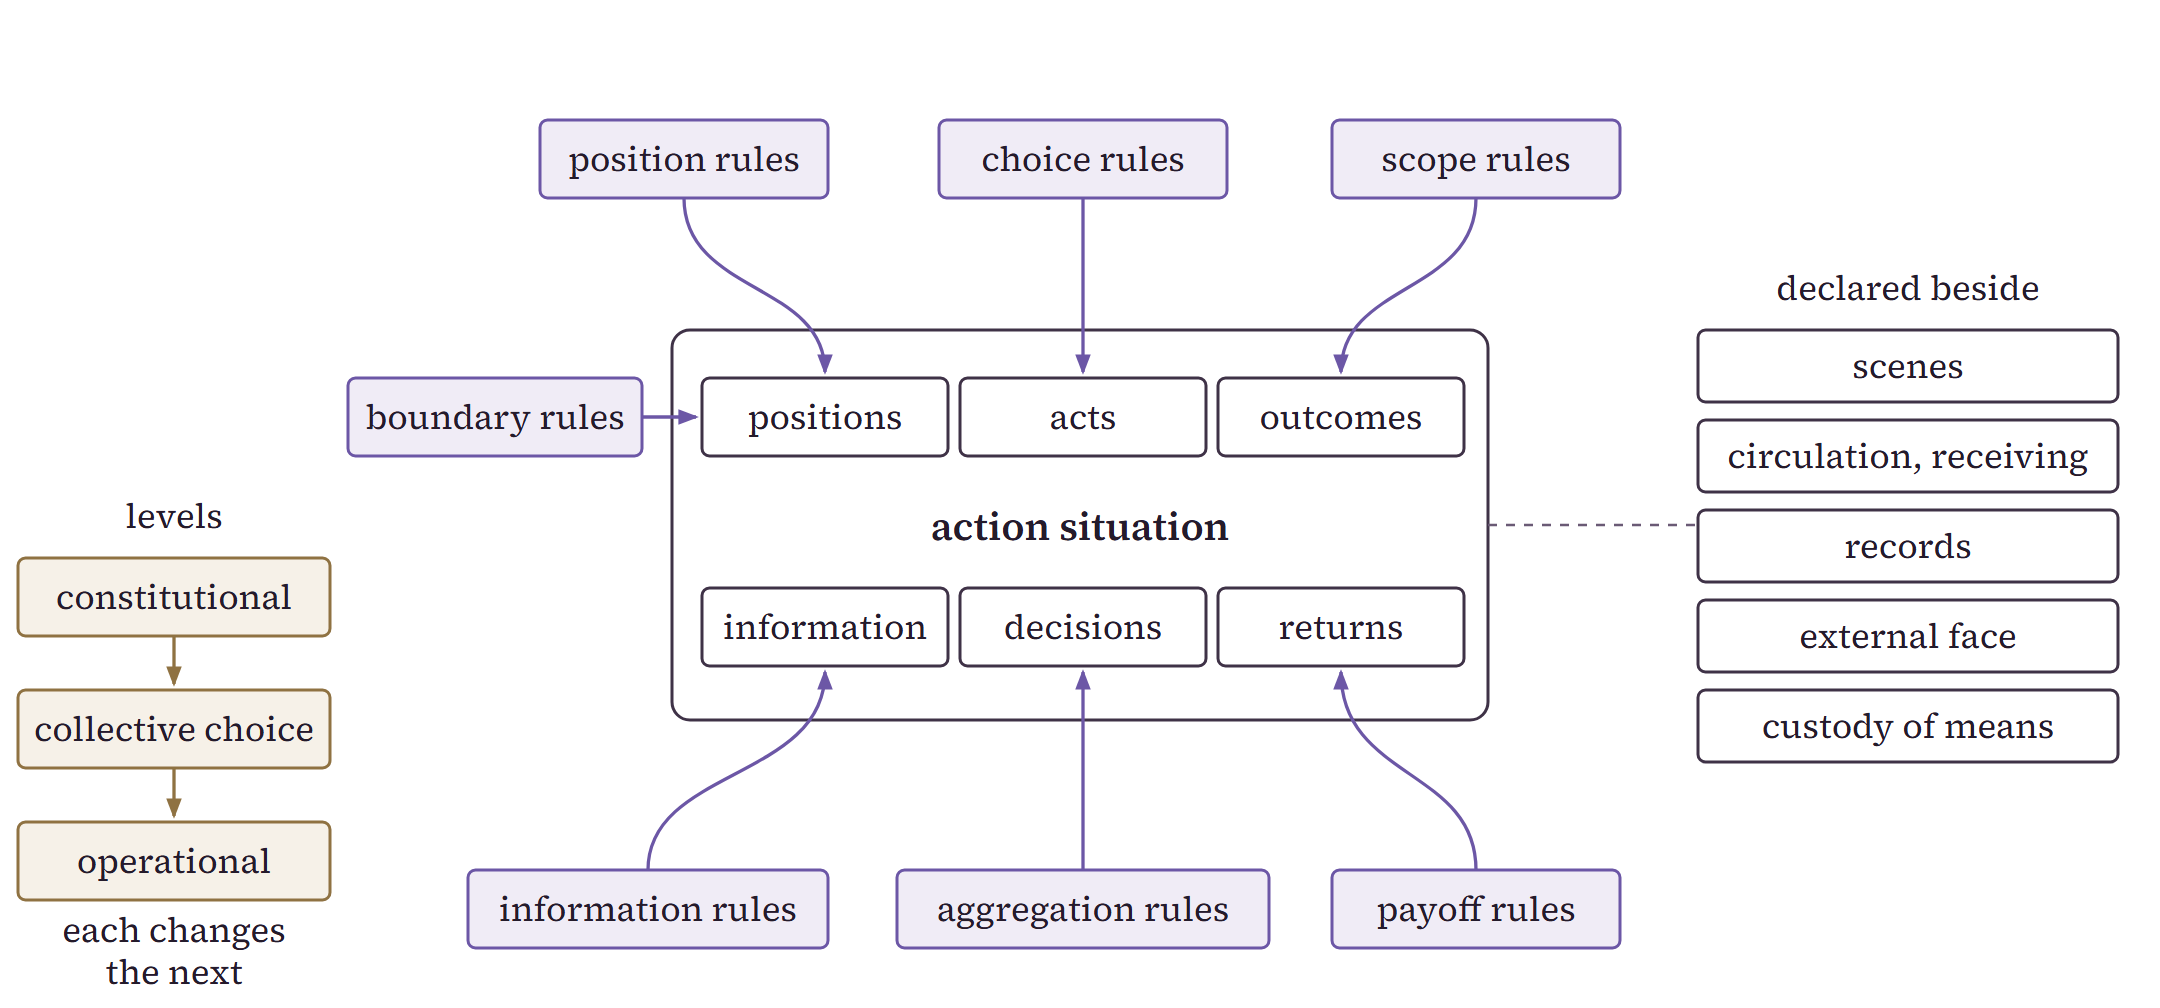 position rules
choice rules
scope rules
boundary rules
positions
acts
outcomes
action situation
information
decisions
returns
information rules
aggregation rules
payoff rules
levels
constitutional
collective choice
operational
each changes
the next
declared beside
scenes
circulation, receiving
records
external face
custody of means